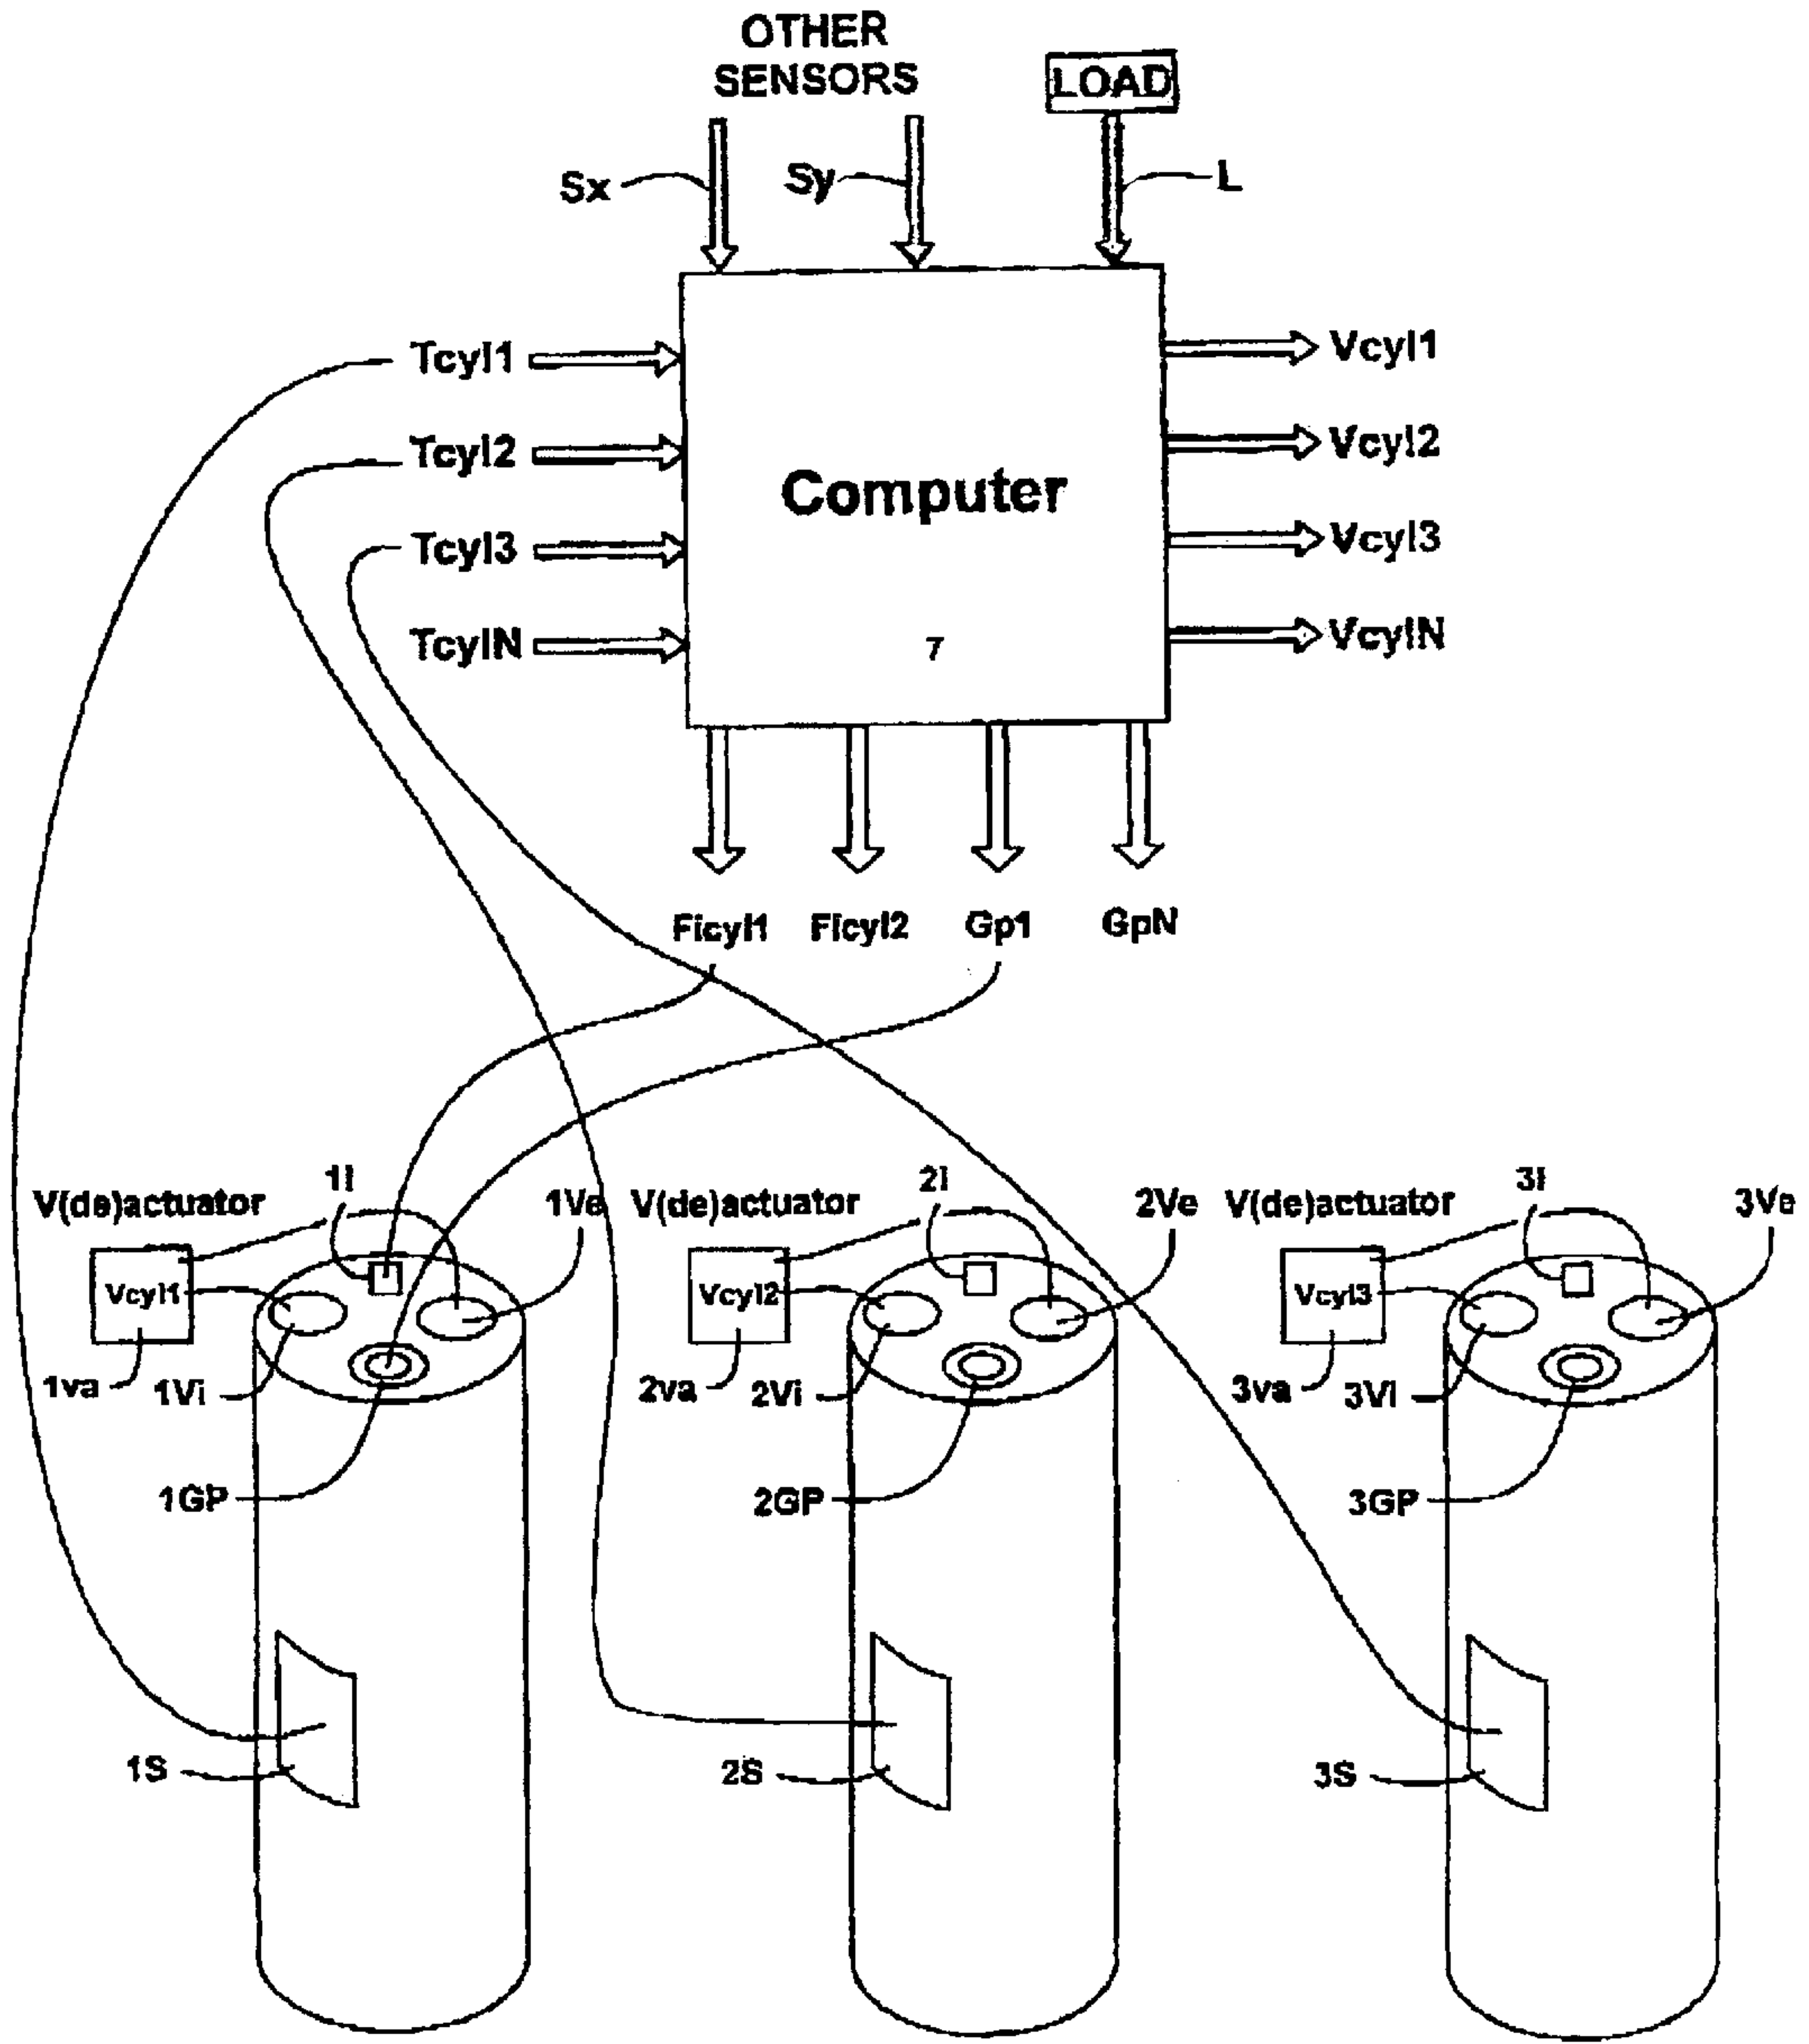 OTHER
SENSORS
LOAD
Sx
Sy
L
Tcyl1
Vcyl1
Tcyl2
Vcyl2
Computer
Tcyl3
Vcyl3
TcylN
7
VcylN
Ficyl1
Ficyl2
Gp1
GpN
1I
2I
3I
V(de)actuator
1Ve
V(de)actuator
2Ve
V(de)actuator
3Ve
Vcyl1
Vcyl2
Vcyl3
1va
1Vi
2va
2Vi
3va
3Vi
1GP
2GP
3GP
1S
2S
3S